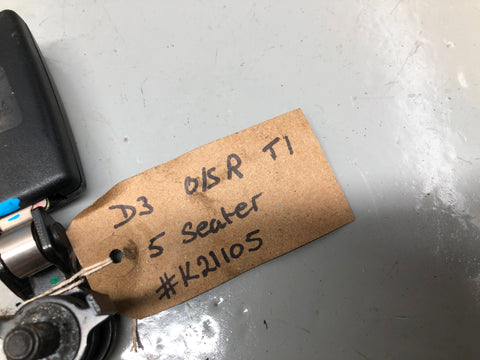 D3 O/S R T1
5 Seater
#K21105